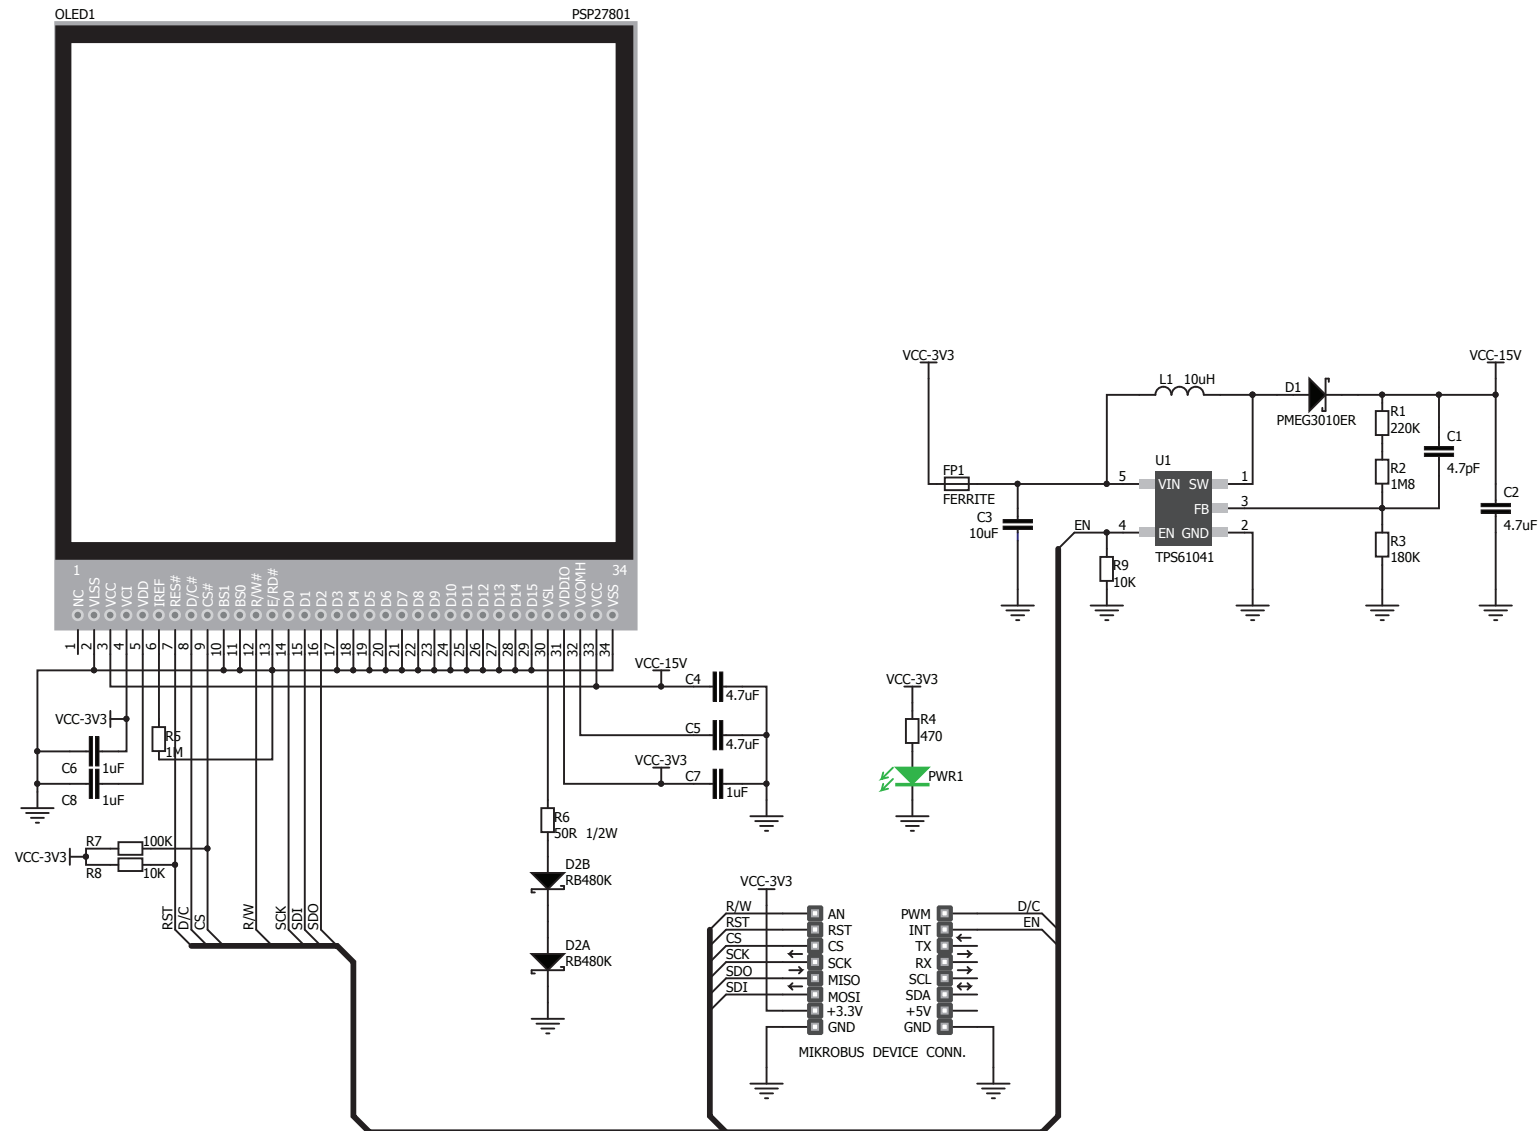 OLED1 PSP27801
1 34
NC VLSS VCC VCI VDD IREF RES# D/C# CS# BS1 BS0 R/W# E/RD# D0 D1 D2 D3 D4 D5 D6 D7 D8 D9 D10 D11 D12 D13 D14 D15 VSL VDDIO VCOMH VCC VSS
1 2 3 4 5 6 7 8 9 10 11 12 13 14 15 16 17 18 19 20 21 22 23 24 25 26 27 28 29 30 31 32 33 34
VCC-15V
C4
4.7uF
VCC-3V3
R5
1M
C5
4.7uF
C6 1uF
VCC-3V3
C7
1uF
C8 1uF
R6
50R 1/2W
R7 100K
VCC-3V3
R8 10K
D2B
RB480K
RST D/C CS R/W SCK SDI SDO
D2A
RB480K
VCC-3V3
L1 10uH
D1
PMEG3010ER
VCC-15V
R1
220K
C1
4.7pF
R2
1M8
U1
FP1
FERRITE
5 VIN SW 1
FB 3
4 EN GND 2
TPS61041
C3
10uF
EN
R9
10K
R3
180K
C2
4.7uF
VCC-3V3
R4
470
PWR1
VCC-3V3
R/W AN PWM D/C
RST RST INT EN
CS CS TX
SCK SCK RX
SDO MISO SCL
SDI MOSI SDA
+3.3V +5V
GND GND
MIKROBUS DEVICE CONN.